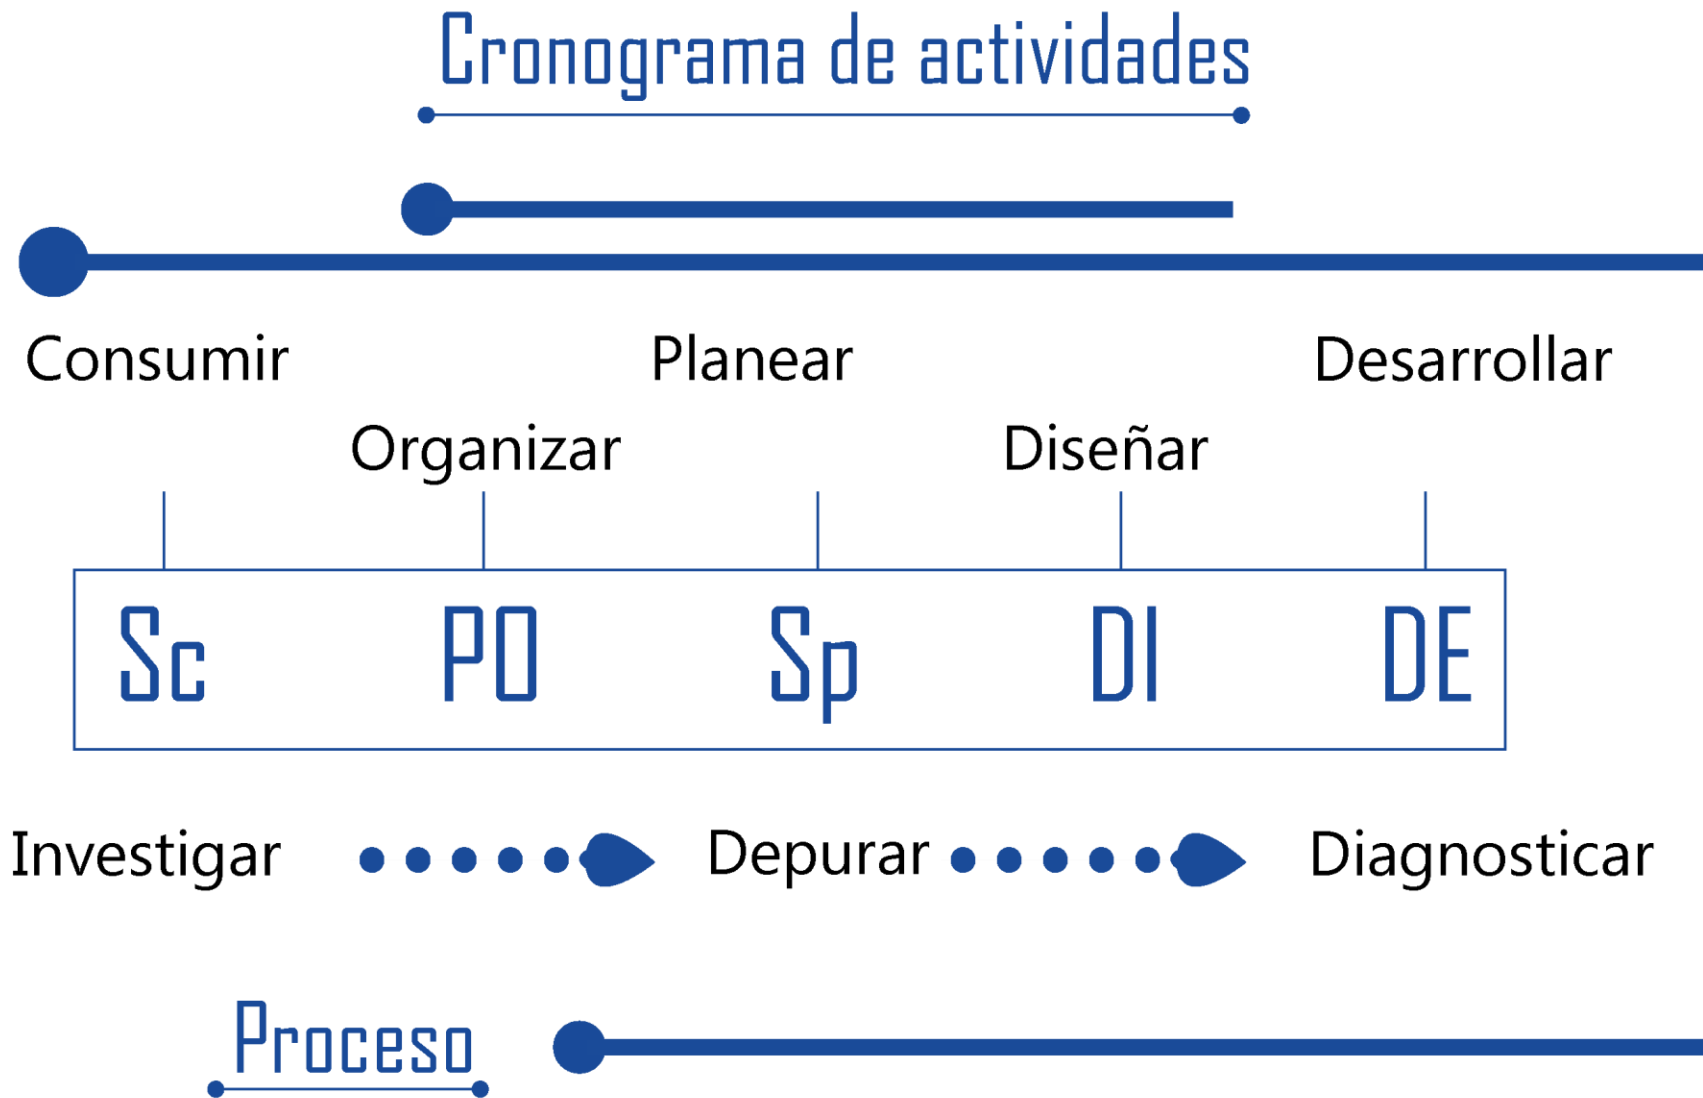 Cronograma de actividades
Consumir Planear Desarrollar
Organizar Diseñar
Sc PO Sp DI DE
Investigar Depurar Diagnosticar
Proceso